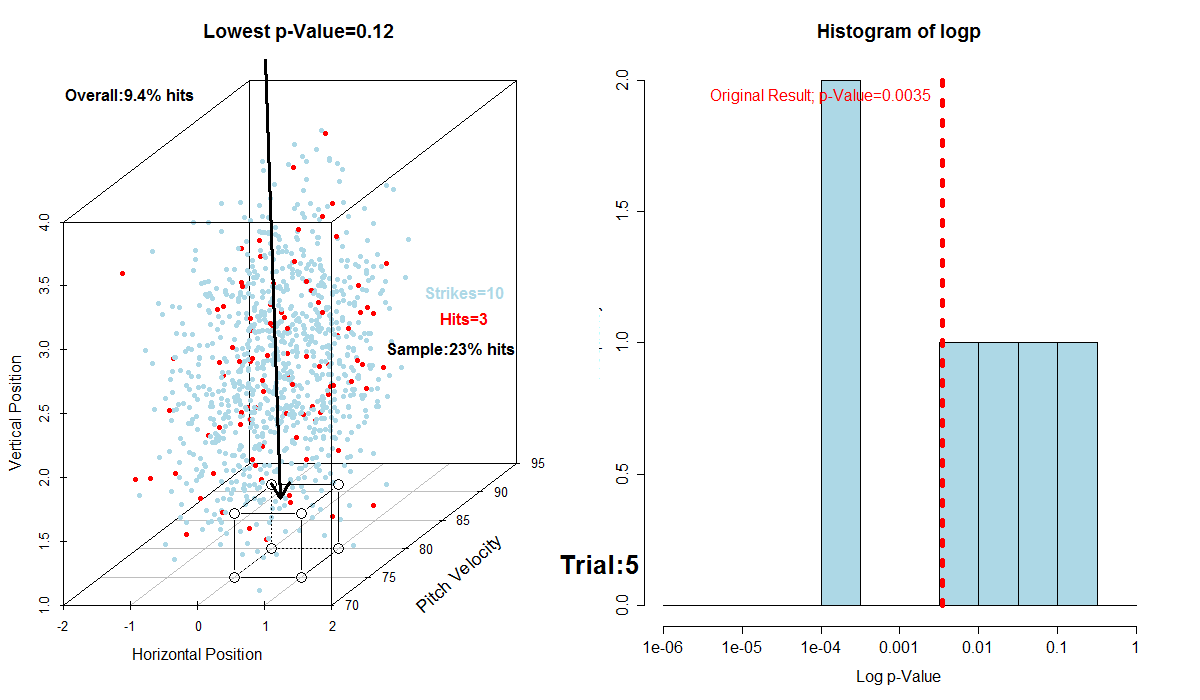 Lowest p-Value=0.12
Overall:9.4% hits
Strikes=10
Hits=3
Sample:23% hits
Vertical Position
4.0
3.5
3.0
2.5
2.0
1.5
1.0
-2
-1
0
1
2
Horizontal Position
70
75
80
85
90
95
Pitch Velocity
Trial:5
Histogram of logp
Original Result; p-Value=0.0035
2.0
1.5
1.0
0.5
0.0
1e-06
1e-05
1e-04
0.001
0.01
0.1
1
Log p-Value